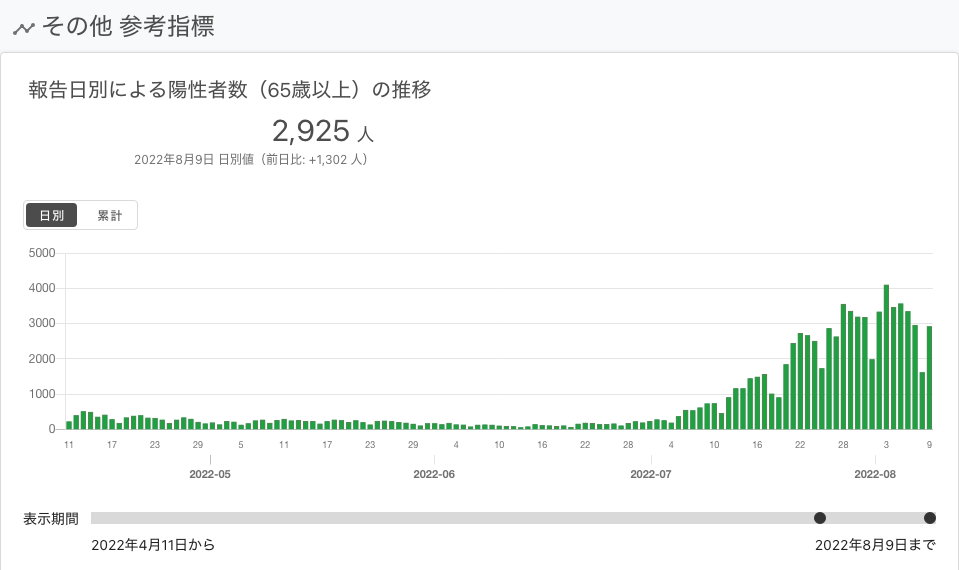 その他 参考指標
報告日別による陽性者数（65歳以上）の推移
2,925 人
2022年8月9日 日別値（前日比: +1,302 人）
日別 累計
5000
4000
3000
2000
1000
0
11 17 23 29 5 11 17 23 29 4 10 16 22 28 4 10 16 22 28 3 9
2022-05 2022-06 2022-07 2022-08
表示期間
2022年4月11日から 2022年8月9日まで